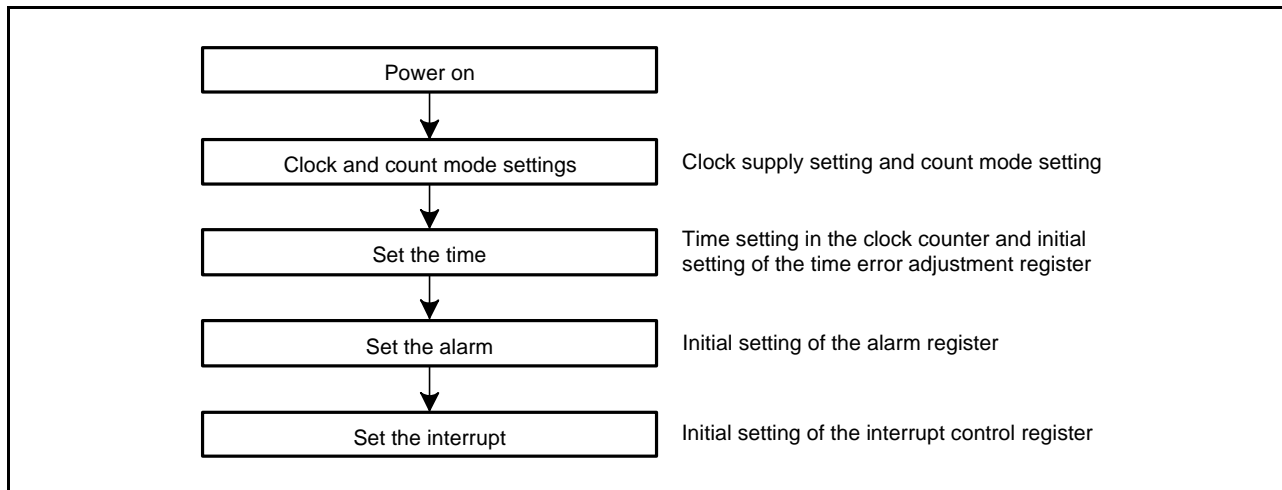 Power on
Clock and count mode settings
Clock supply setting and count mode setting
Set the time
Time setting in the clock counter and initial
setting of the time error adjustment register
Set the alarm
Initial setting of the alarm register
Set the interrupt
Initial setting of the interrupt control register